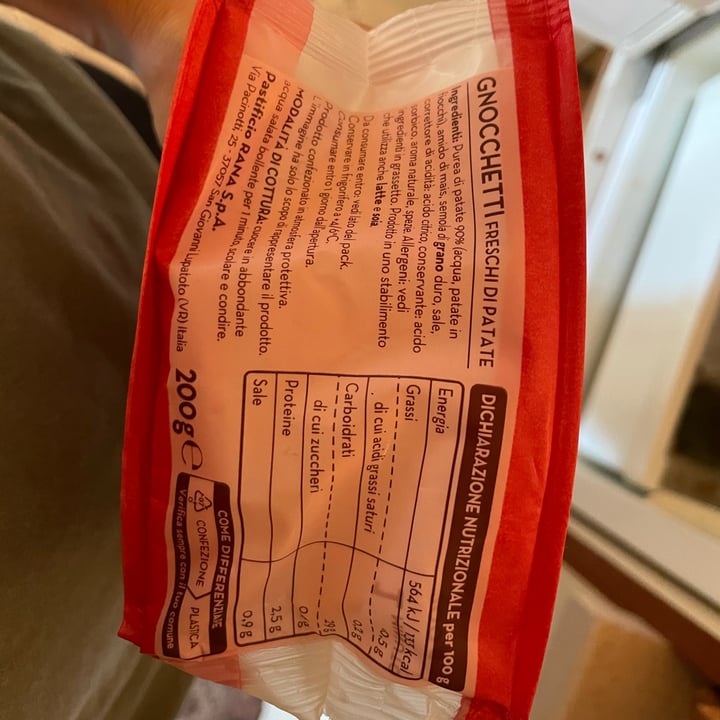 GNOCCHETTI FRESCHI DI PATATE
Ingredienti: Purea di patate 90% (acqua, patate in
fiocchi), amido di mais, semola di grano duro, sale,
correttore di acidità: acido citrico, conservante: acido
sorbico, aroma naturale, spezie. Allergeni: vedi
ingredienti in grassetto. Prodotto in uno stabilimento
che utilizza anche latte e soia.
Da consumare entro: vedi lato del pack.
Conservare in frigorifero a +4/6°C.
Consumare entro 1 giorno dall'apertura.
Prodotto confezionato in atmosfera protettiva.
L'immagine ha solo lo scopo di rappresentare il prodotto.
MODALITÀ DI COTTURA: cuocere in abbondante
acqua salata bollente per 1 minuto, scolare e condire.
Pastificio RANA S.p.A.
Via Pacinotti, 25 - 37057 San Giovanni Lupatoto (VR) Italia
200g e
DICHIARAZIONE NUTRIZIONALE per 100 g
Energia 564 kJ / 133 kcal
Grassi 0,5 g
di cui acidi grassi saturi 0,2 g
Carboidrati 29 g
di cui zuccheri 0 g
Proteine 2,5 g
Sale 0,9 g
COME DIFFERENZIARE
CONFEZIONE PLASTICA
Verifica sempre con il tuo comune